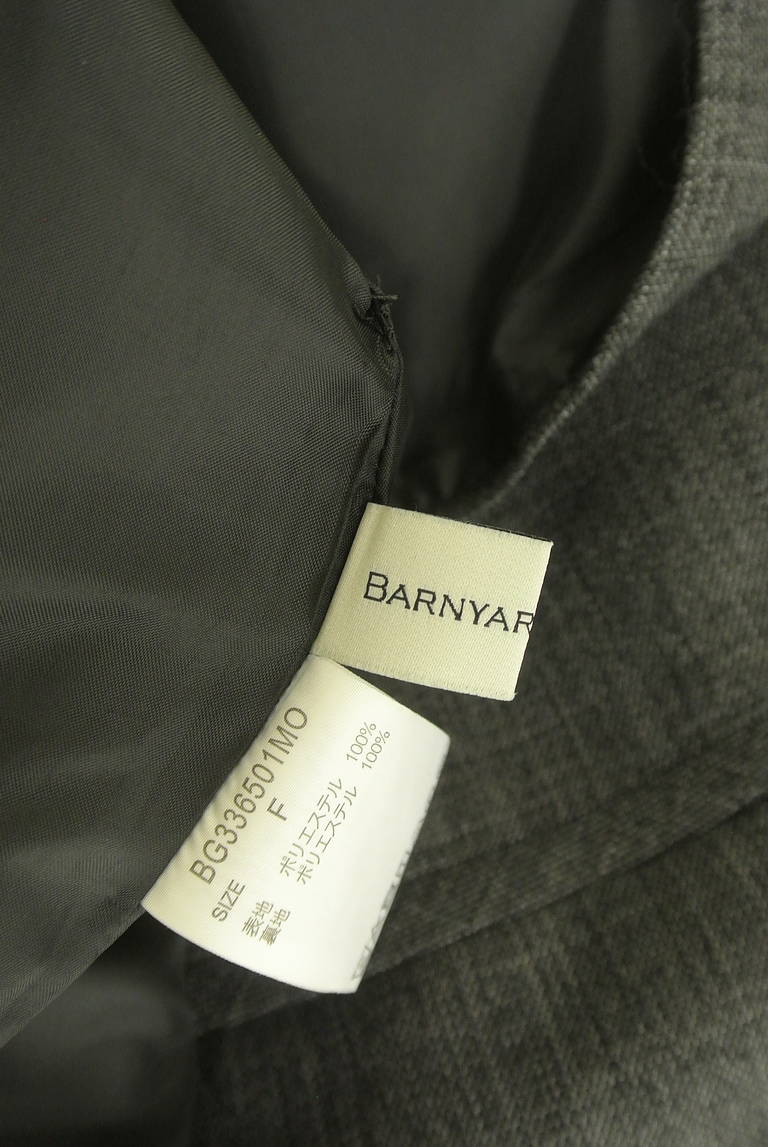 BARNYAR
BG336501MO
SIZE F
表地 ポリエステル 100%
裏地 ポリエステル 100%